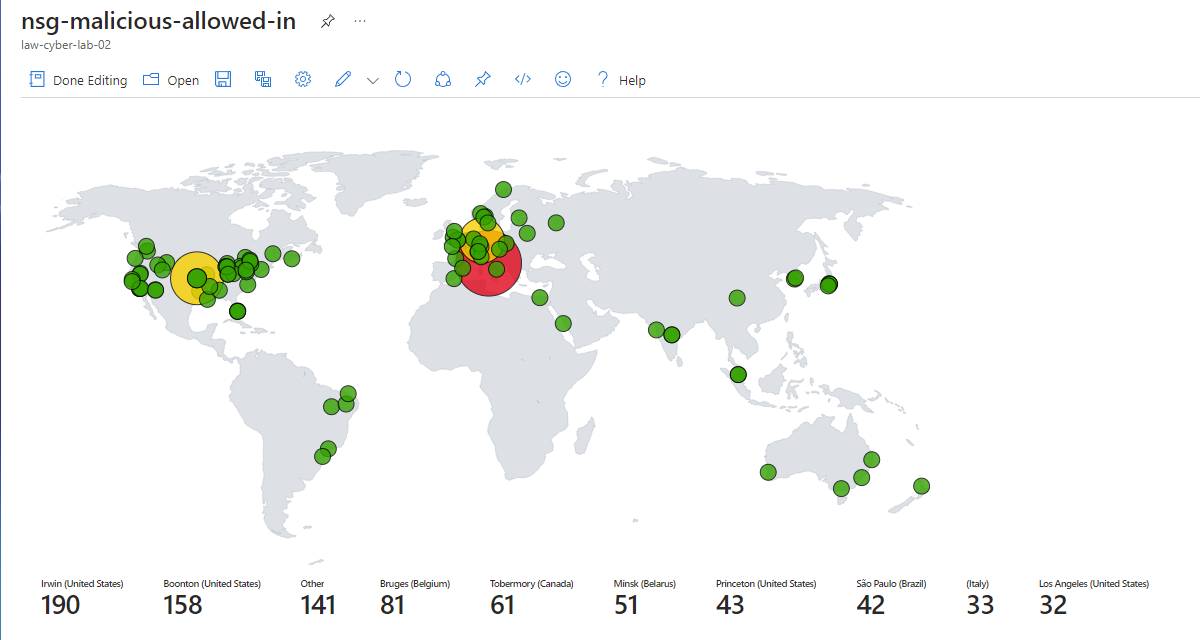 nsg-malicious-allowed-in
law-cyber-lab-02
Done Editing Open Help
Irwin (United States) Boonton (United States) Other Bruges (Belgium) Tobermory (Canada) Minsk (Belarus) Princeton (United States) São Paulo (Brazil) (Italy) Los Angeles (United States)
190 158 141 81 61 51 43 42 33 32